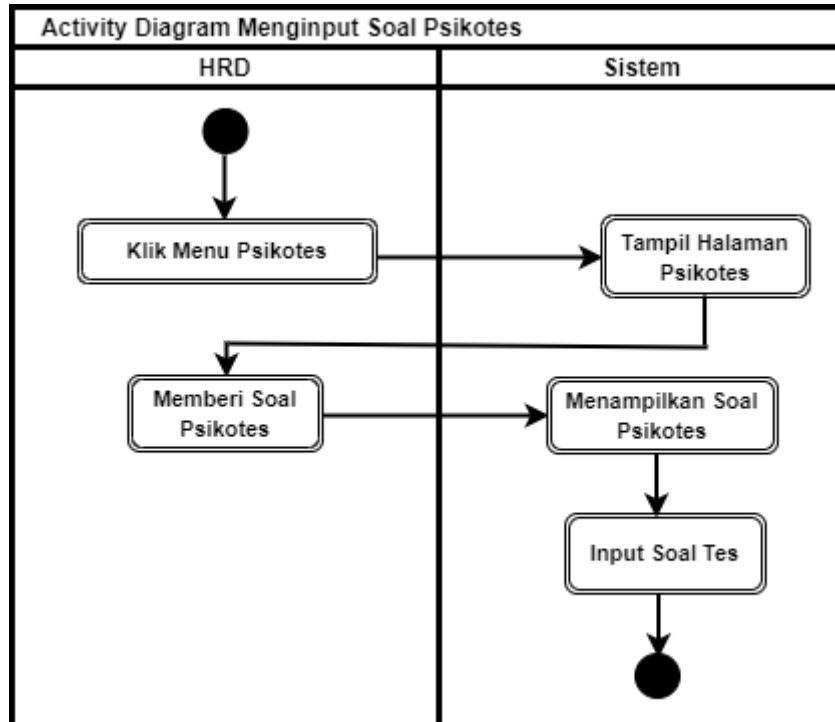 Activity Diagram Menginput Soal Psikotes
HRD
Sistem
Klik Menu Psikotes
Tampil Halaman
Psikotes
Memberi Soal
Psikotes
Menampilkan Soal
Psikotes
Input Soal Tes